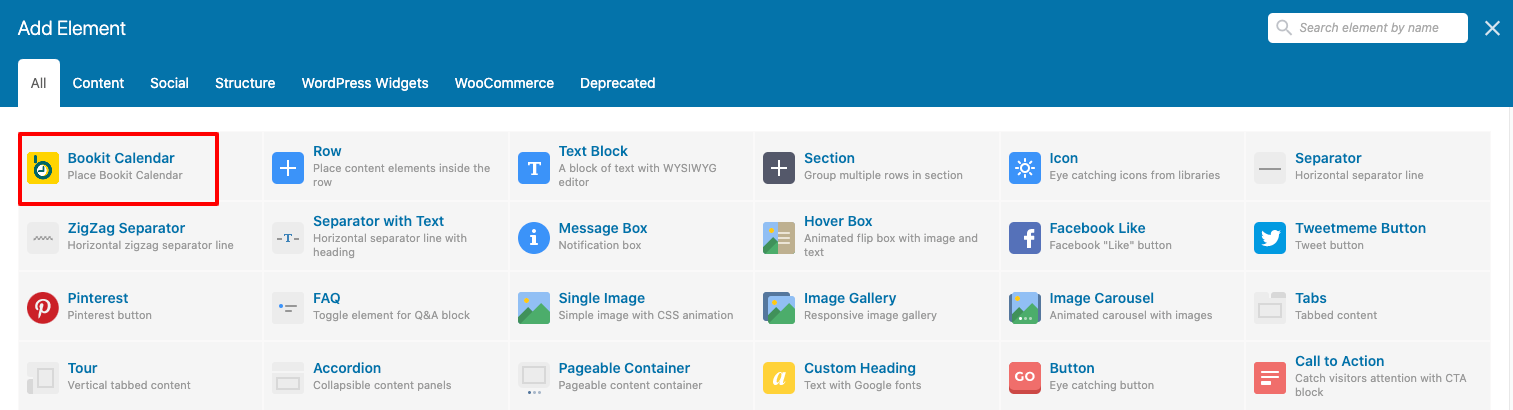 Add Element
Search element by name
All Content Social Structure WordPress Widgets WooCommerce Deprecated
Bookit Calendar
Place Bookit Calendar
Row
Place content elements inside the
row
T
Text Block
A block of text with WYSIWYG
editor
Section
Group multiple rows in section
Icon
Eye catching icons from libraries
Separator
Horizontal separator line
ZigZag Separator
Horizontal zigzag separator line
-T-
Separator with Text
Horizontal separator line with
heading
i
Message Box
Notification box
Hover Box
Animated flip box with image and
text
f
Facebook Like
Facebook "Like" button
Tweetmeme Button
Tweet button
Pinterest
Pinterest button
FAQ
Toggle element for Q&A block
Single Image
Simple image with CSS animation
Image Gallery
Responsive image gallery
Image Carousel
Animated carousel with images
Tabs
Tabbed content
Tour
Vertical tabbed content
Accordion
Collapsible content panels
Pageable Container
Pageable content container
a
Custom Heading
Text with Google fonts
GO
Button
Eye catching button
Call to Action
Catch visitors attention with CTA
block